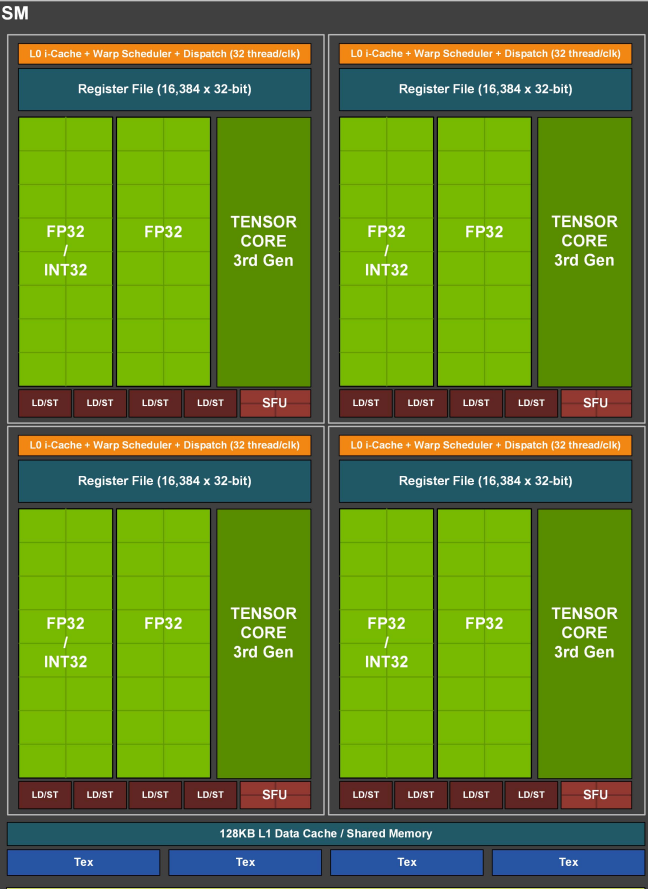 SM
L0 i-Cache + Warp Scheduler + Dispatch (32 thread/clk)
Register File (16,384 x 32-bit)
FP32
/
INT32
FP32
TENSOR
CORE
3rd Gen
LD/ST LD/ST LD/ST LD/ST SFU
L0 i-Cache + Warp Scheduler + Dispatch (32 thread/clk)
Register File (16,384 x 32-bit)
FP32
/
INT32
FP32
TENSOR
CORE
3rd Gen
LD/ST LD/ST LD/ST LD/ST SFU
L0 i-Cache + Warp Scheduler + Dispatch (32 thread/clk)
Register File (16,384 x 32-bit)
FP32
/
INT32
FP32
TENSOR
CORE
3rd Gen
LD/ST LD/ST LD/ST LD/ST SFU
L0 i-Cache + Warp Scheduler + Dispatch (32 thread/clk)
Register File (16,384 x 32-bit)
FP32
/
INT32
FP32
TENSOR
CORE
3rd Gen
LD/ST LD/ST LD/ST LD/ST SFU
128KB L1 Data Cache / Shared Memory
Tex Tex Tex Tex